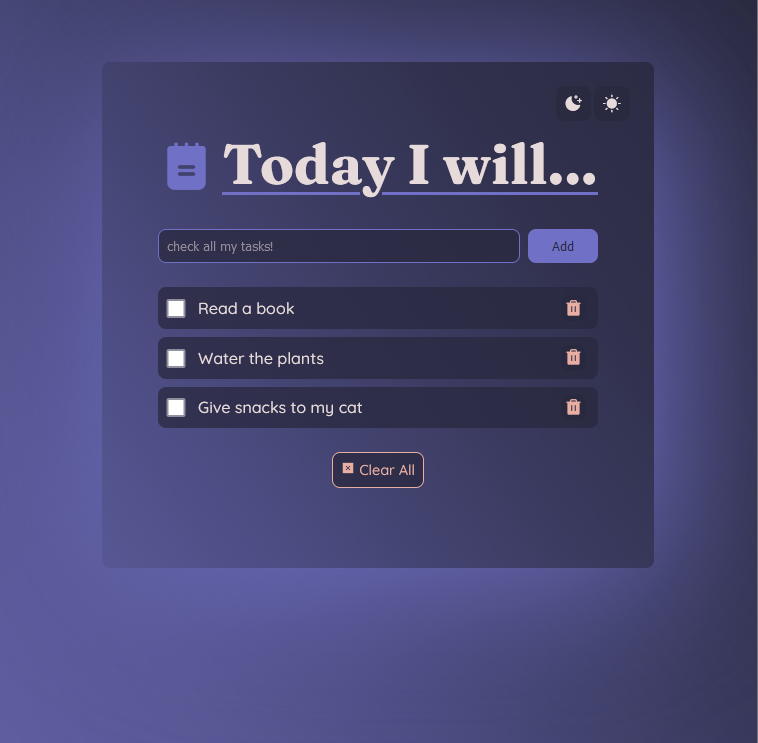 Today I will...
check all my tasks!
Add
Read a book
Water the plants
Give snacks to my cat
Clear All